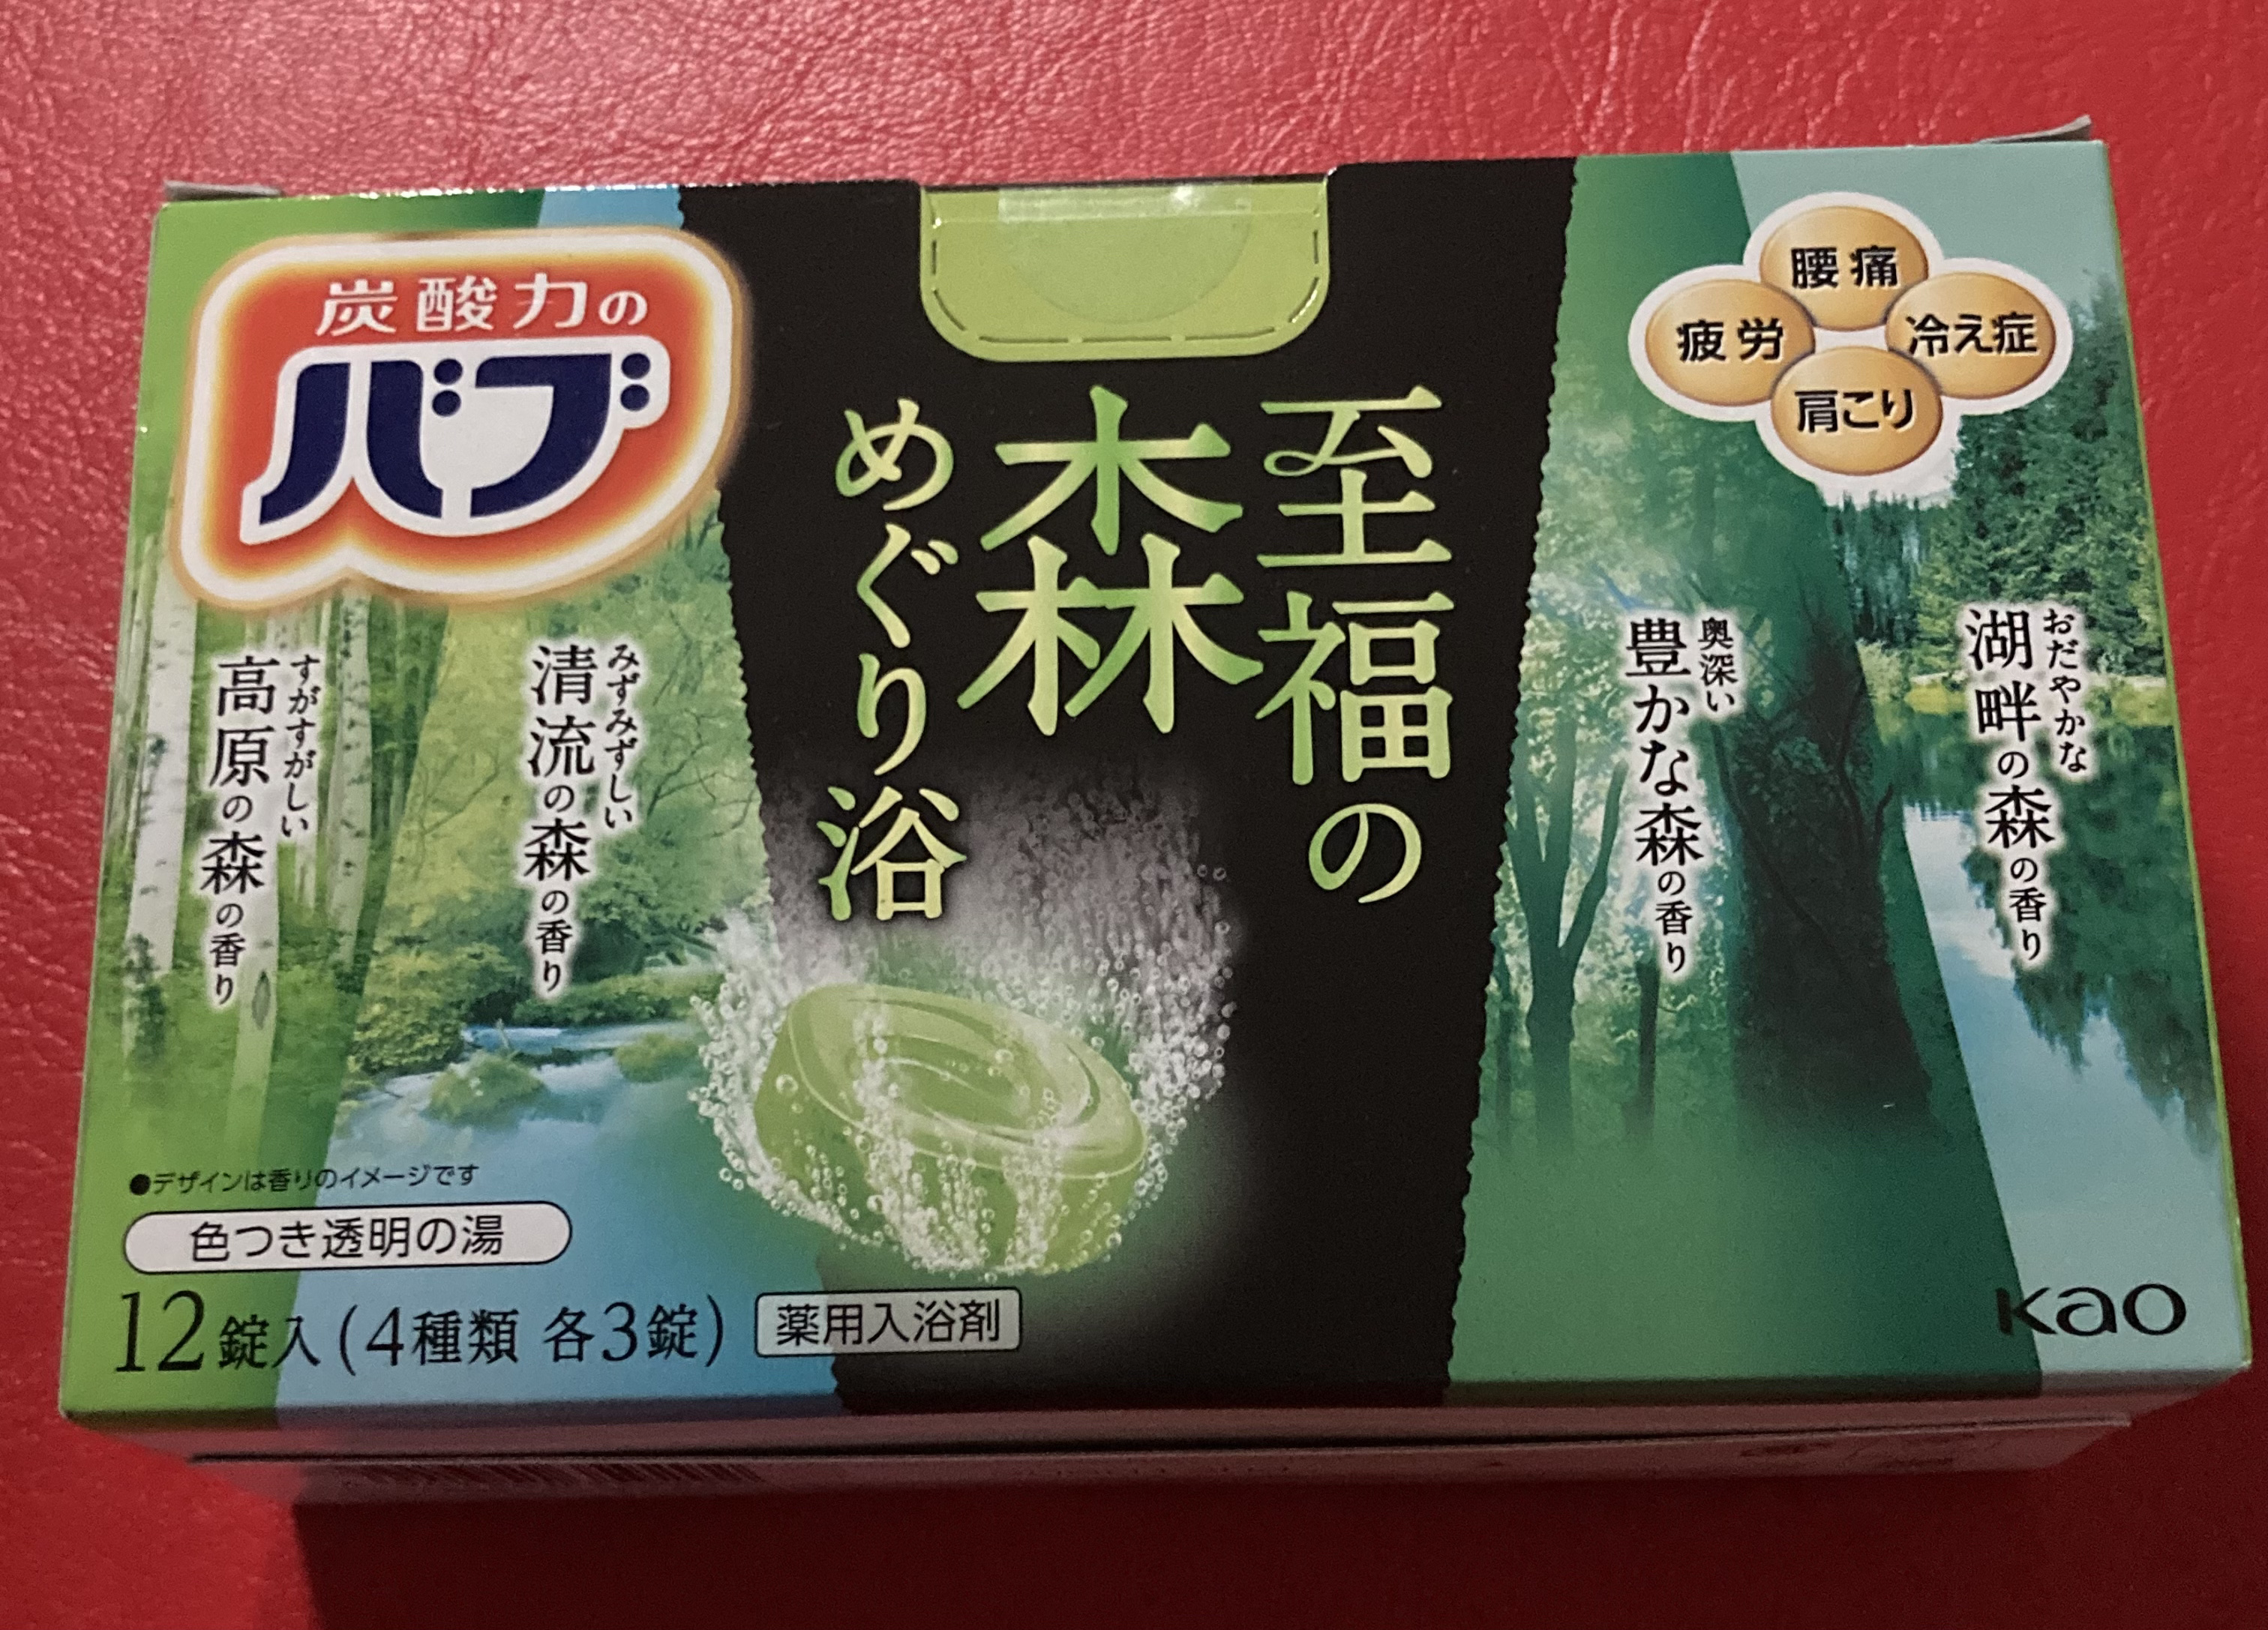 炭酸力の
バブ
腰痛
疲労
冷え症
肩こり
至福の
森
めぐり浴
おだやかな
湖畔の森の香り
奥深い
豊かな森の香り
みずみずしい
清流の森の香り
すがすがしい
高原の森の香り
●デザインは香りのイメージです
色つき透明の湯
12錠入(4種類 各3錠)
薬用入浴剤
Kao